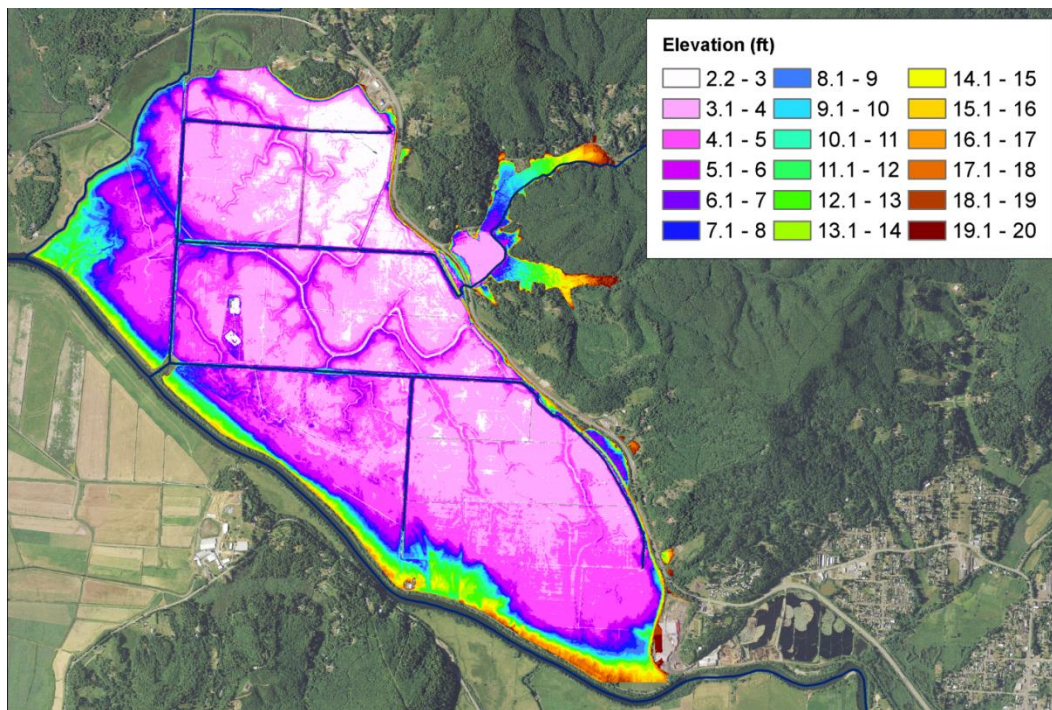 Elevation (ft)
2.2 - 3 8.1 - 9 14.1 - 15
3.1 - 4 9.1 - 10 15.1 - 16
4.1 - 5 10.1 - 11 16.1 - 17
5.1 - 6 11.1 - 12 17.1 - 18
6.1 - 7 12.1 - 13 18.1 - 19
7.1 - 8 13.1 - 14 19.1 - 20